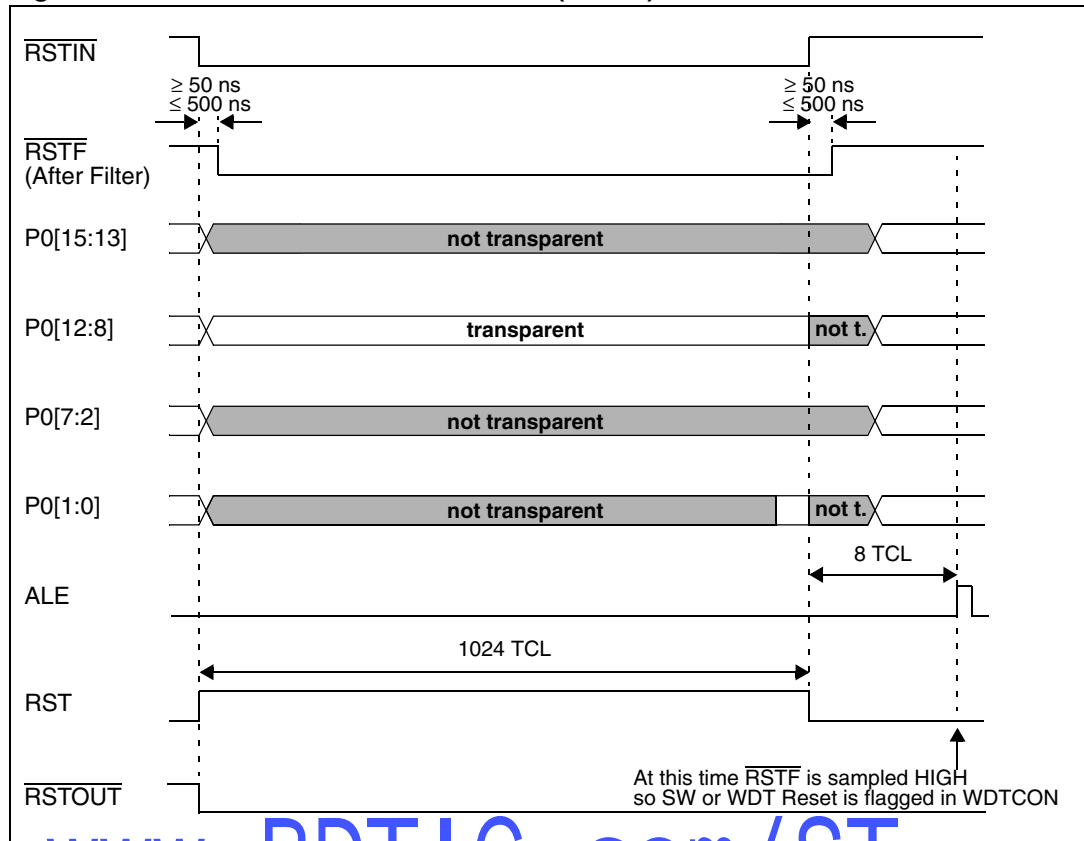 RSTIN
≥ 50 ns
≤ 500 ns
≥ 50 ns
≤ 500 ns
RSTF
(After Filter)
P0[15:13]
not transparent
P0[12:8]
transparent
not t.
P0[7:2]
not transparent
P0[1:0]
not transparent
not t.
8 TCL
ALE
1024 TCL
RST
At this time RSTF is sampled HIGH
so SW or WDT Reset is flagged in WDTCON
RSTOUT